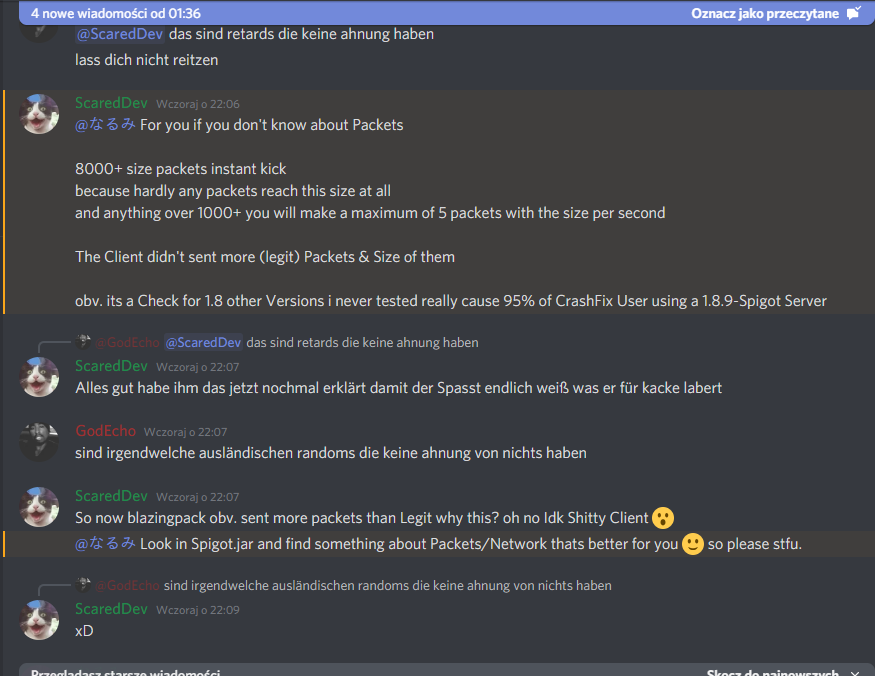 4 nowe wiadomości od 01:36 Oznacz jako przeczytane
@ScaredDev das sind retards die keine ahnung haben
lass dich nicht reitzen
ScaredDev Wczoraj o 22:06
@なるみ For you if you don't know about Packets
8000+ size packets instant kick
because hardly any packets reach this size at all
and anything over 1000+ you will make a maximum of 5 packets with the size per second
The Client didn't sent more (legit) Packets & Size of them
obv. its a Check for 1.8 other Versions i never tested really cause 95% of CrashFix User using a 1.8.9-Spigot Server
@GodEcho @ScaredDev das sind retards die keine ahnung haben
ScaredDev Wczoraj o 22:07
Alles gut habe ihm das jetzt nochmal erklärt damit der Spasst endlich weiß was er für kacke labert
GodEcho Wczoraj o 22:07
sind irgendwelche ausländischen randoms die keine ahnung von nichts haben
ScaredDev Wczoraj o 22:07
So now blazingpack obv. sent more packets than Legit why this? oh no Idk Shitty Client 😮
@なるみ Look in Spigot.jar and find something about Packets/Network thats better for you 🙂 so please stfu.
@GodEcho sind irgendwelche ausländischen randoms die keine ahnung von nichts haben
ScaredDev Wczoraj o 22:09
xD
Przeglądasz starsze wiadomości Skocz do najnowszych